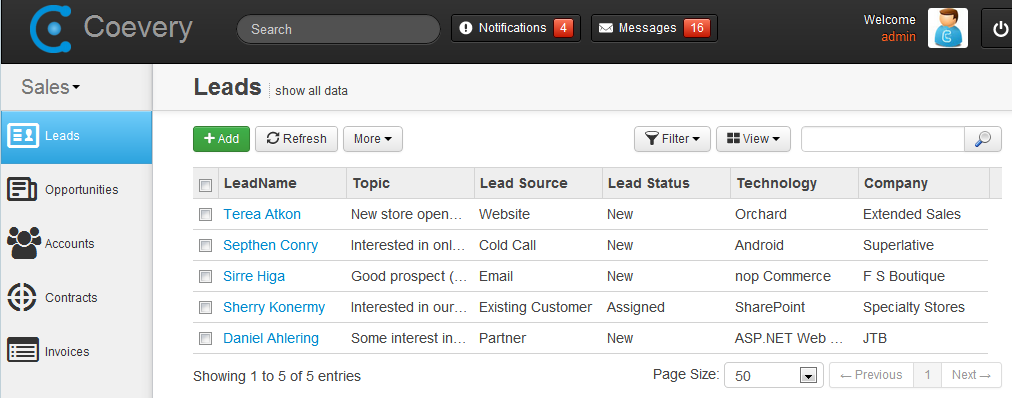 Coevery
Search
Notifications 4
Messages 16
Welcome
admin
Sales
Leads show all data
Leads
Opportunities
Accounts
Contracts
Invoices
Add Refresh More Filter View
LeadName Topic Lead Source Lead Status Technology Company
Terea Atkon New store open... Website New Orchard Extended Sales
Septhen Conry Interested in onl... Cold Call New Android Superlative
Sirre Higa Good prospect (... Email New nop Commerce F S Boutique
Sherry Konermy Interested in our... Existing Customer Assigned SharePoint Specialty Stores
Daniel Ahlering Some interest in... Partner New ASP.NET Web ... JTB
Showing 1 to 5 of 5 entries
Page Size: 50 ← Previous 1 Next →